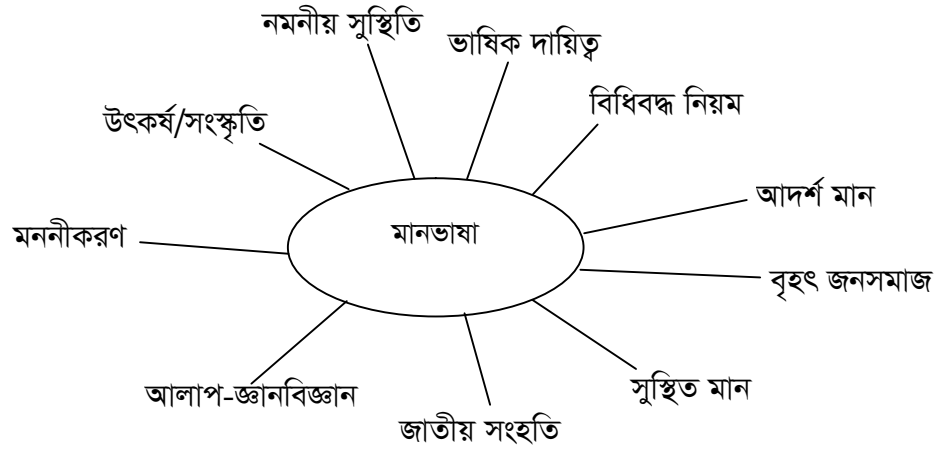 নমনীয় সুস্থিতি
ভাষিক দায়িত্ব
বিধিবদ্ধ নিয়ম
উৎকর্ষ/সংস্কৃতি
আদর্শ মান
মানভাষা
মননীকরণ
বৃহৎ জনসমাজ
সুস্থিত মান
আলাপ-জ্ঞানবিজ্ঞান
জাতীয় সংহতি